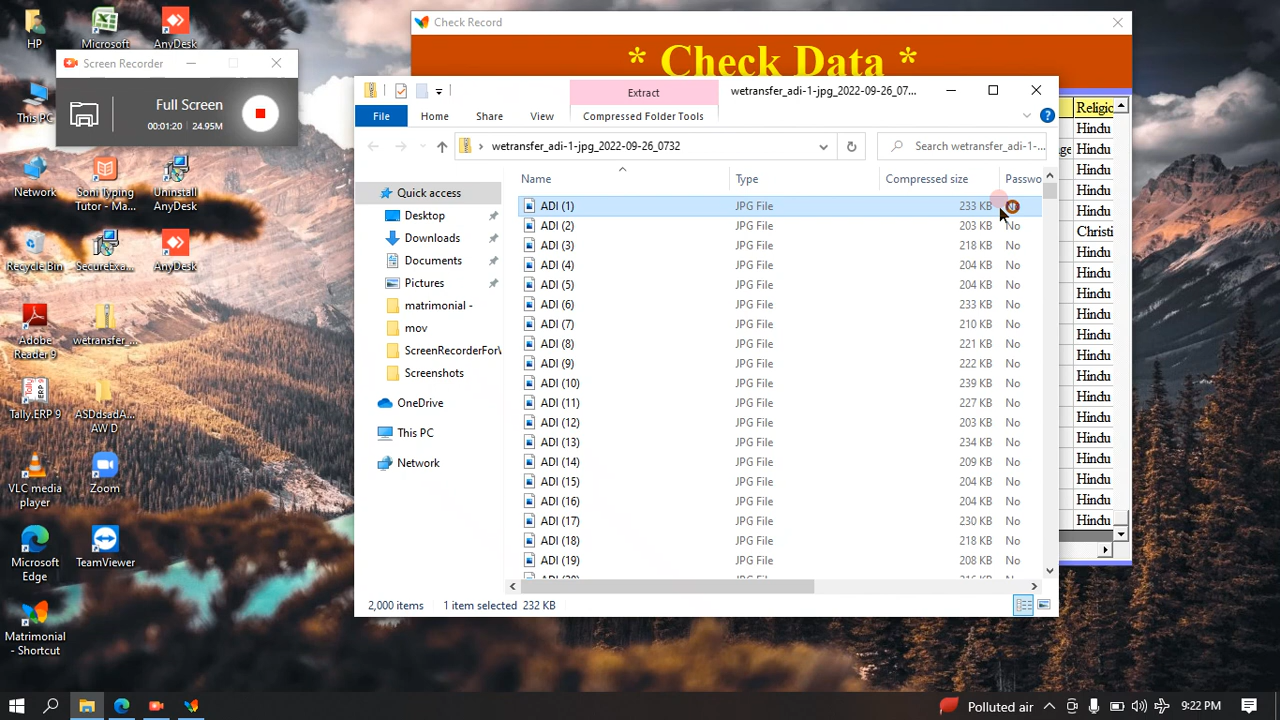 HP
Microsoft
AnyDesk
This PC
Network
Soni Typing
Tutor - Ma...
Uninstall
AnyDesk
Recycle Bin
SecureExa...
AnyDesk
Adobe
Reader 9
wetransfer_...
Tally.ERP 9
ASDdsadA...
AW D
VLC media
player
Zoom
Microsoft
Edge
TeamViewer
Matrimonial
- Shortcut
Screen Recorder
Full Screen
00:01:20 24.95M
Check Record
* Check Data *
Extract
wetransfer_adi-1-jpg_2022-09-26_07...
File Home Share View Compressed Folder Tools
wetransfer_adi-1-jpg_2022-09-26_0732
Search wetransfer_adi-1-...
Quick access
Desktop
Downloads
Documents
Pictures
matrimonial -
mov
ScreenRecorderForW
Screenshots
OneDrive
This PC
Network
Name Type Compressed size Passwo
ADI (1) JPG File 233 KB
ADI (2) JPG File 203 KB No
ADI (3) JPG File 218 KB No
ADI (4) JPG File 204 KB No
ADI (5) JPG File 204 KB No
ADI (6) JPG File 233 KB No
ADI (7) JPG File 210 KB No
ADI (8) JPG File 221 KB No
ADI (9) JPG File 222 KB No
ADI (10) JPG File 239 KB No
ADI (11) JPG File 227 KB No
ADI (12) JPG File 203 KB No
ADI (13) JPG File 234 KB No
ADI (14) JPG File 209 KB No
ADI (15) JPG File 204 KB No
ADI (16) JPG File 204 KB No
ADI (17) JPG File 230 KB No
ADI (18) JPG File 218 KB No
ADI (19) JPG File 208 KB No
2,000 items 1 item selected 232 KB
Religio
Hindu
Hindu
Hindu
Hindu
Christi
Hindu
Hindu
Hindu
Hindu
Hindu
Hindu
Hindu
Hindu
Hindu
Hindu
Hindu
Hindu
Hindu
Hindu
Polluted air 9:22 PM